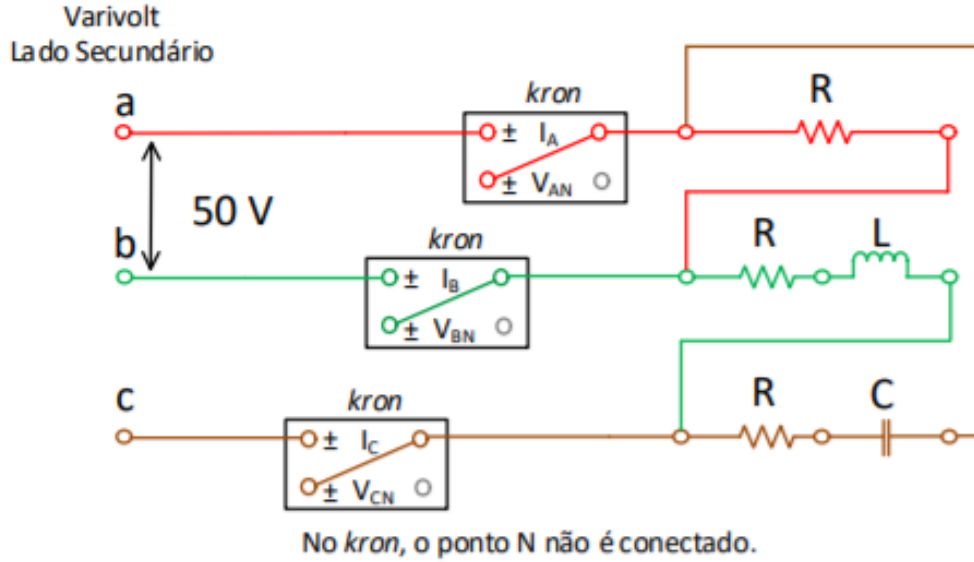 Varivolt
Lado Secundário
a
kron
± I_A
± V_AN
R
50 V
b
kron
± I_B
± V_BN
R L
c
kron
± I_C
± V_CN
R C
No kron, o ponto N não é conectado.